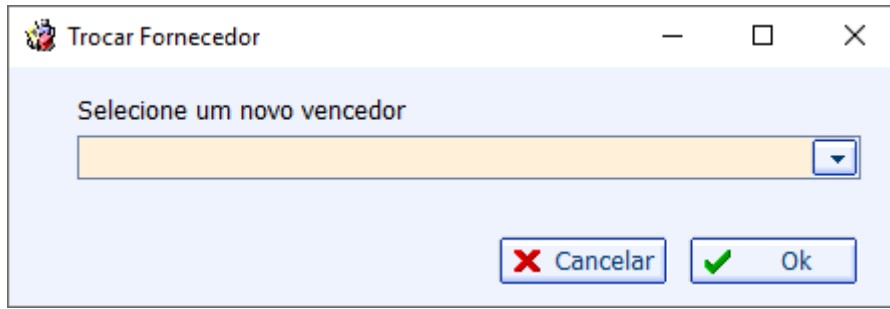 Trocar Fornecedor
Selecione um novo vencedor
Cancelar
Ok